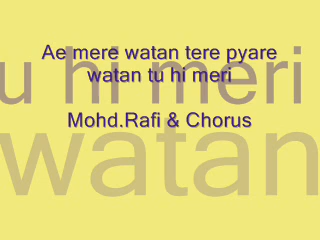 Ae mere watan tere pyare
watan tu hi meri
Mohd.Rafi & Chorus
u hi meri
watan